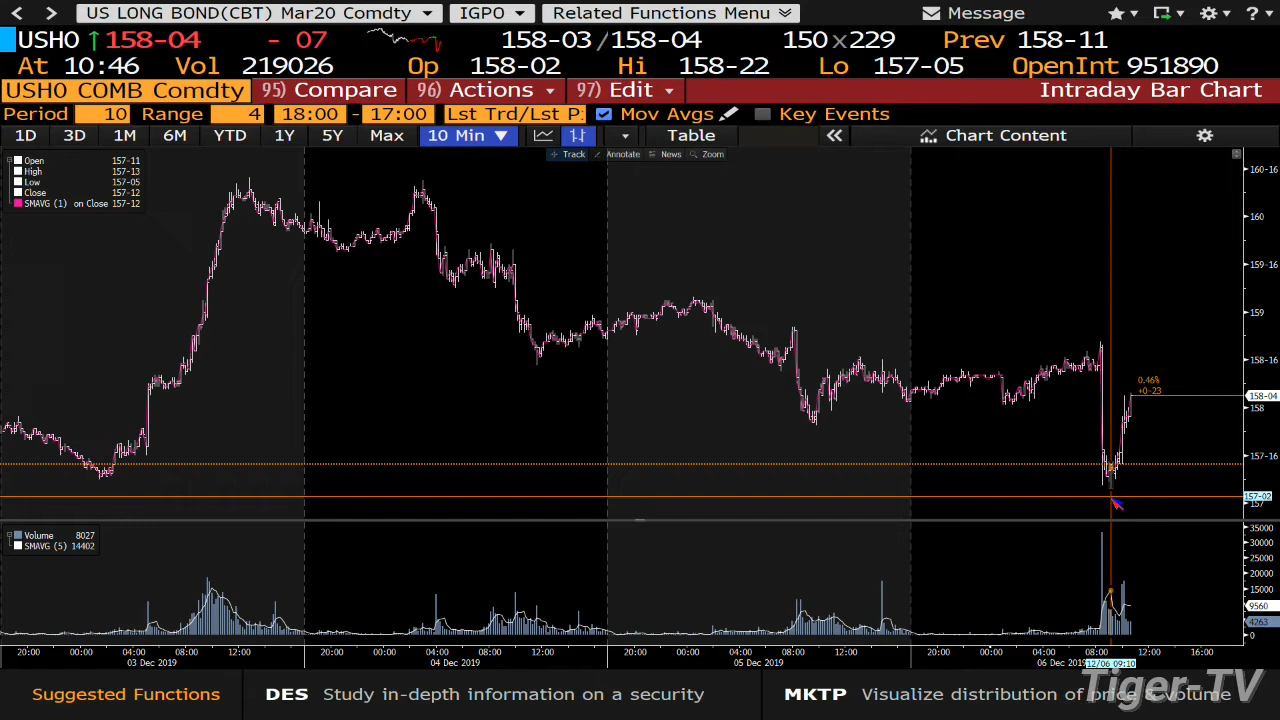 US LONG BOND(CBT) Mar20 Comdty IGPO Related Functions Menu Message
USH0 ↑158-04 - 07 158-03/158-04 150x229 Prev 158-11
At 10:46 Vol 219026 Op 158-02 Hi 158-22 Lo 157-05 OpenInt 951890
USH0 COMB Comdty 95) Compare 96) Actions 97) Edit Intraday Bar Chart
Period 10 Range 4 18:00 - 17:00 Lst Trd/Lst P: Mov Avgs Key Events
1D 3D 1M 6M YTD 1Y 5Y Max 10 Min ▼ Table « Chart Content
Track Annotate News Zoom
Open 157-11
High 157-13
Low 157-05
Close 157-12
SMAVG (1) on Close 157-12
160-16
160
159-16
159
158-16
0.46%
+0-23
158-04
158
157-16
157-02
157
Volume 8027
SMAVG (5) 14402
35000
30000
25000
20000
15000
9560
4263
0
20:00 00:00 04:00 08:00 12:00 20:00 00:00 04:00 08:00 12:00 20:00 00:00 04:00 08:00 12:00 20:00 00:00 04:00 08:00 12:00 16:00
03 Dec 2019 04 Dec 2019 05 Dec 2019 06 Dec 2019 12/06 09:10
Suggested Functions DES Study in-depth information on a security MKTP Visualize distribution of price & volume
Tiger-TV